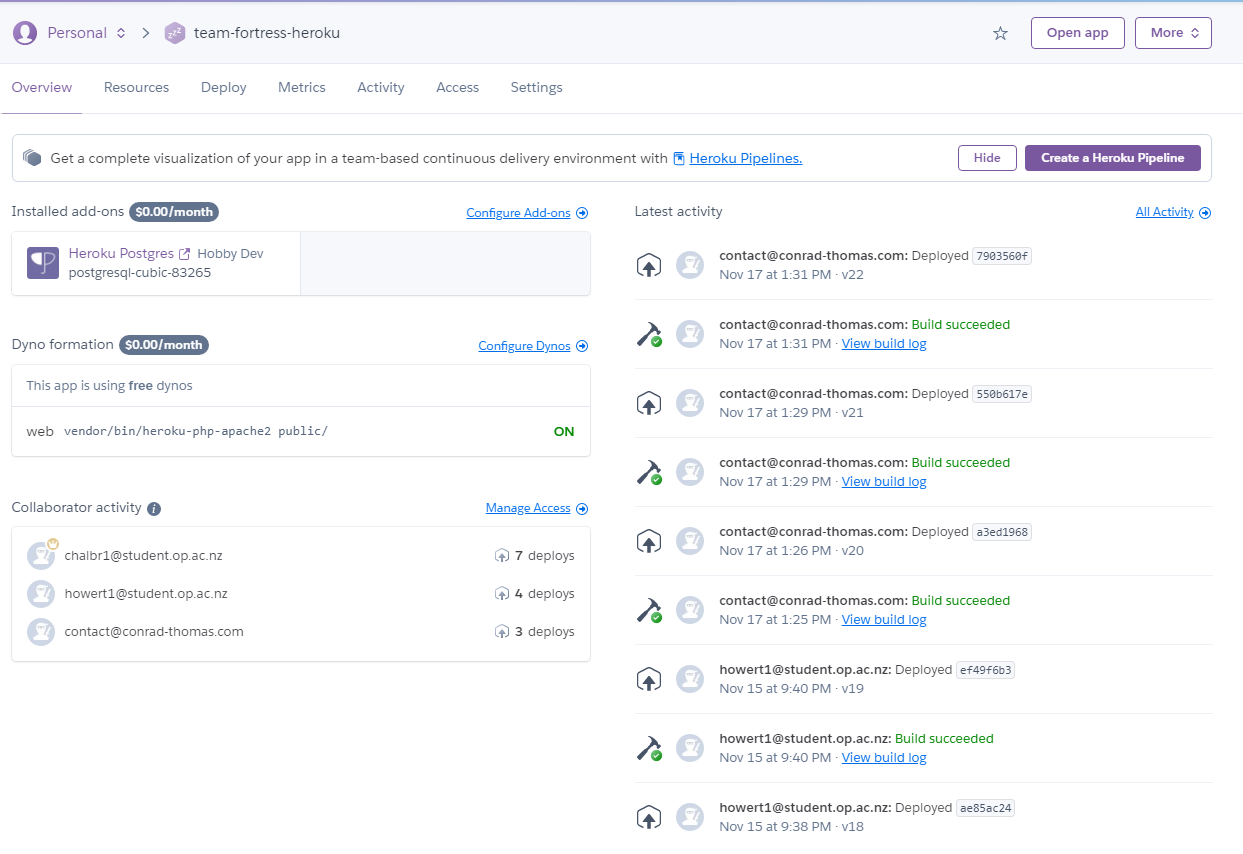 Personal
team-fortress-heroku
Open app
More
Overview
Resources
Deploy
Metrics
Activity
Access
Settings
Get a complete visualization of your app in a team-based continuous delivery environment with Heroku Pipelines.
Hide
Create a Heroku Pipeline
Installed add-ons $0.00/month
Configure Add-ons
Heroku Postgres Hobby Dev
postgresql-cubic-83265
Dyno formation $0.00/month
Configure Dynos
This app is using free dynos
web vendor/bin/heroku-php-apache2 public/ ON
Collaborator activity
Manage Access
chalbr1@student.op.ac.nz 7 deploys
howert1@student.op.ac.nz 4 deploys
contact@conrad-thomas.com 3 deploys
Latest activity
All Activity
contact@conrad-thomas.com: Deployed 7903560f
Nov 17 at 1:31 PM · v22
contact@conrad-thomas.com: Build succeeded
Nov 17 at 1:31 PM · View build log
contact@conrad-thomas.com: Deployed 550b617e
Nov 17 at 1:29 PM · v21
contact@conrad-thomas.com: Build succeeded
Nov 17 at 1:29 PM · View build log
contact@conrad-thomas.com: Deployed a3ed1968
Nov 17 at 1:26 PM · v20
contact@conrad-thomas.com: Build succeeded
Nov 17 at 1:25 PM · View build log
howert1@student.op.ac.nz: Deployed ef49f6b3
Nov 15 at 9:40 PM · v19
howert1@student.op.ac.nz: Build succeeded
Nov 15 at 9:40 PM · View build log
howert1@student.op.ac.nz: Deployed ae85ac24
Nov 15 at 9:38 PM · v18